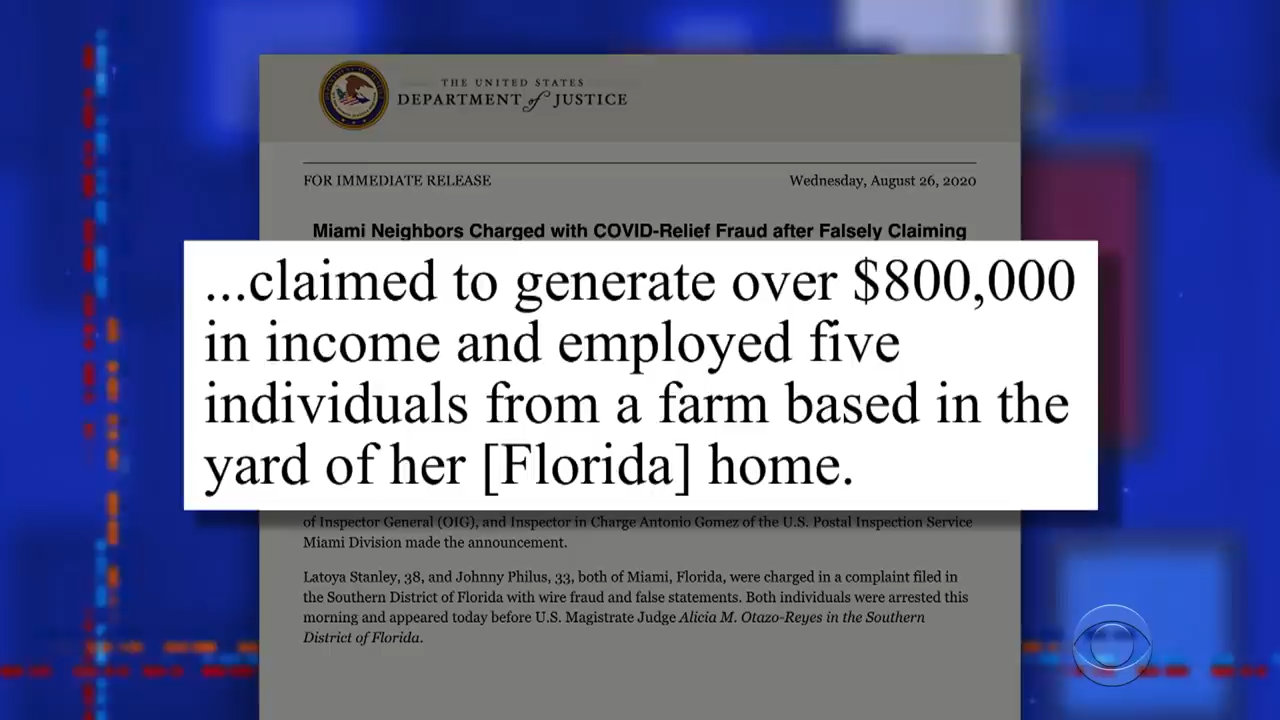 THE UNITED STATES
DEPARTMENT of JUSTICE
FOR IMMEDIATE RELEASE
Wednesday, August 26, 2020
Miami Neighbors Charged with COVID-Relief Fraud after Falsely Claiming
...claimed to generate over $800,000
in income and employed five
individuals from a farm based in the
yard of her [Florida] home.
of Inspector General (OIG), and Inspector in Charge Antonio Gomez of the U.S. Postal Inspection Service
Miami Division made the announcement.
Latoya Stanley, 38, and Johnny Philus, 33, both of Miami, Florida, were charged in a complaint filed in
the Southern District of Florida with wire fraud and false statements. Both individuals were arrested this
morning and appeared today before U.S. Magistrate Judge Alicia M. Otazo-Reyes in the Southern
District of Florida.